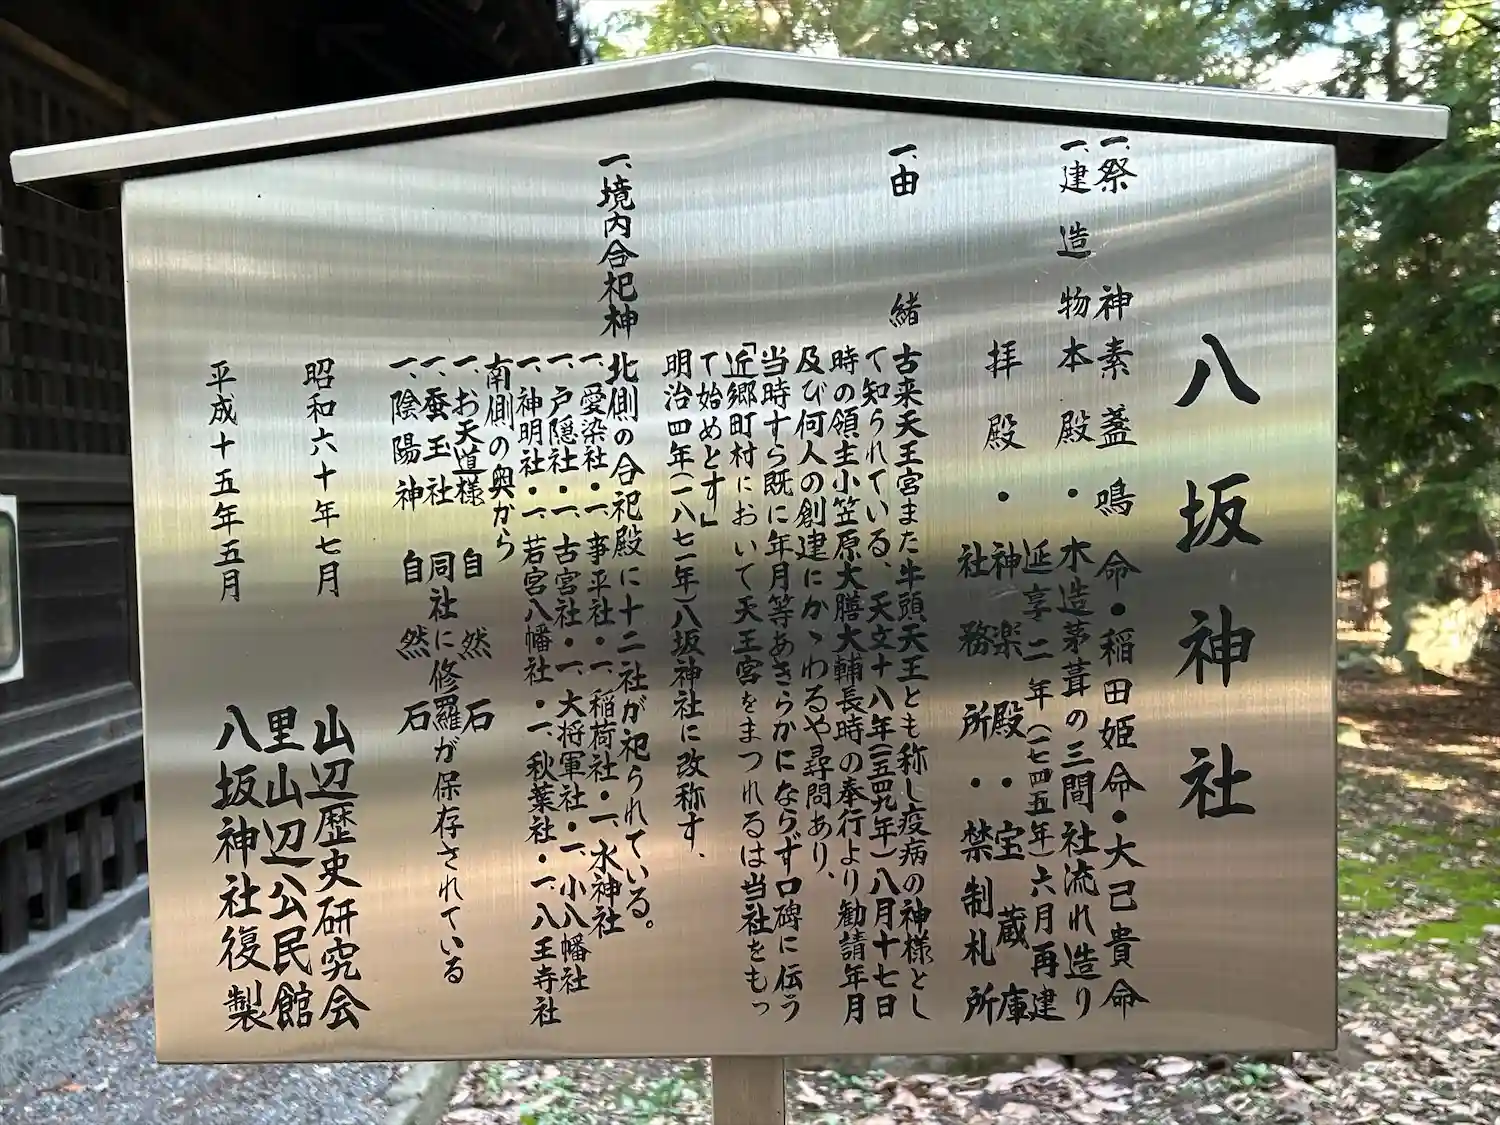 八坂神社
一、祭神 素盞鳴命・稲田姫命・大己貴命
一、建造物 本殿・木造茅葺の三間社流れ造り
延享二年(一七四五年)六月再建
拝殿・神楽殿・宝蔵庫
社務所・禁制札所
一、由緒 古来天王宮また牛頭天王とも称し疫病の神様とし
て知られている、天文十八年(一五四九年)八月十七日
時の領主小笠原大膳大輔長時の奉行より勧請年月
及び何人の創建にかゝわるや尋問あり、
当時すら既に年月等あきらかにならず口碑に伝う
「近郷町村において天王宮をまつれるは当社をもっ
て始めとす」
明治四年(一八七一年)八坂神社に改称す、
一、境内合祀神 北側の合祀殿に十二社が祀られている。
一、愛染社・一、事平社・一、稲荷社・一、水神社
一、戸隠社・一、古宮社・一、大将軍社・一、小八幡社
一、神明社・一、若宮八幡社・一、秋葉社・一、八王寺社
南側の奥から
一、お天道様 自然石
一、蚕玉社 同社に修羅が保存されている
一、陰陽神 自然石
昭和六十年七月 山辺歴史研究会
里山辺公民館
平成十五年五月 八坂神社復製